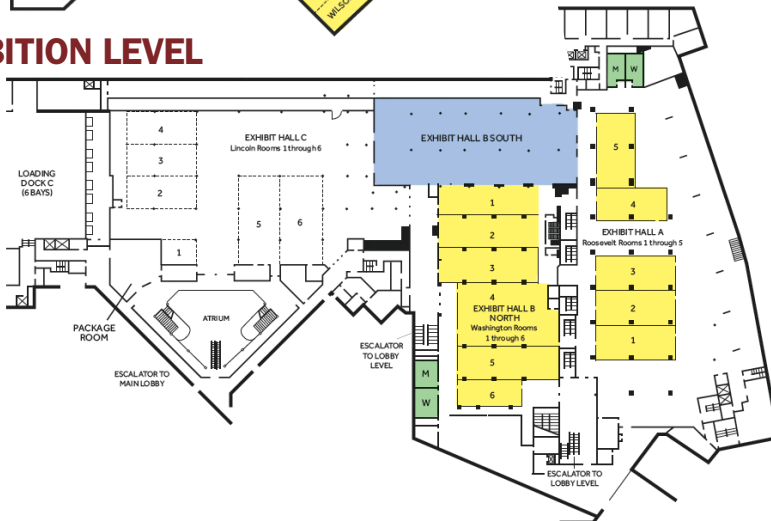 WILSO
BITION LEVEL
M W
4
3
2
1
EXHIBIT HALL C
Lincoln Rooms 1 through 6
5
6
LOADING
DOCK C
(6 BAYS)
PACKAGE
ROOM
ATRIUM
ESCALATOR TO
MAIN LOBBY
EXHIBIT HALL B SOUTH
1
2
3
4
EXHIBIT HALL B
NORTH
Washington Rooms
1 through 6
5
6
ESCALATOR
TO LOBBY
LEVEL
M
W
5
4
EXHIBIT HALL A
Roosevelt Rooms 1 through 5
3
2
1
ESCALATOR TO
LOBBY LEVEL